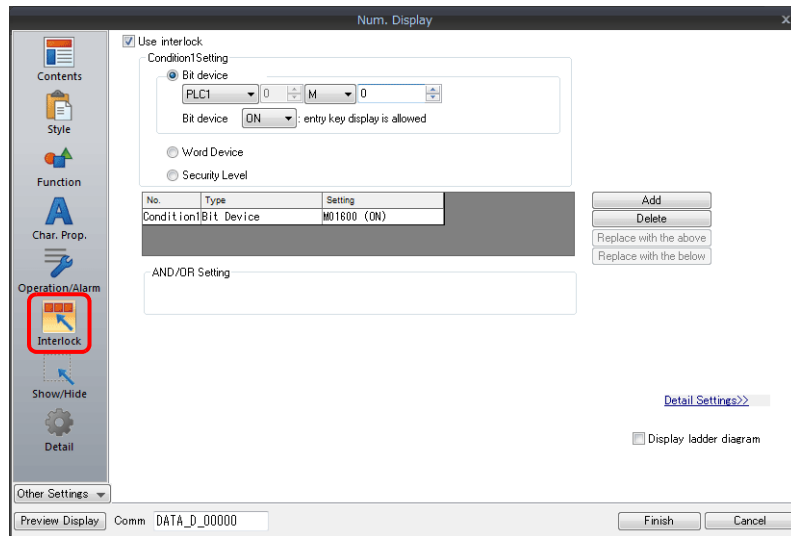 Num. Display x
Contents
Style
Function
Char. Prop.
Operation/Alarm
Interlock
Show/Hide
Detail
Other Settings
Use interlock
Condition1Setting
Bit device
PLC1 0 M 0
Bit device ON : entry key display is allowed
Word Device
Security Level
No. Type Setting
Condition1 Bit Device M01600 (ON)
Add
Delete
Replace with the above
Replace with the below
AND/OR Setting
Detail Settings>>
Display ladder diagram
Preview Display Comm DATA_D_00000 Finish Cancel